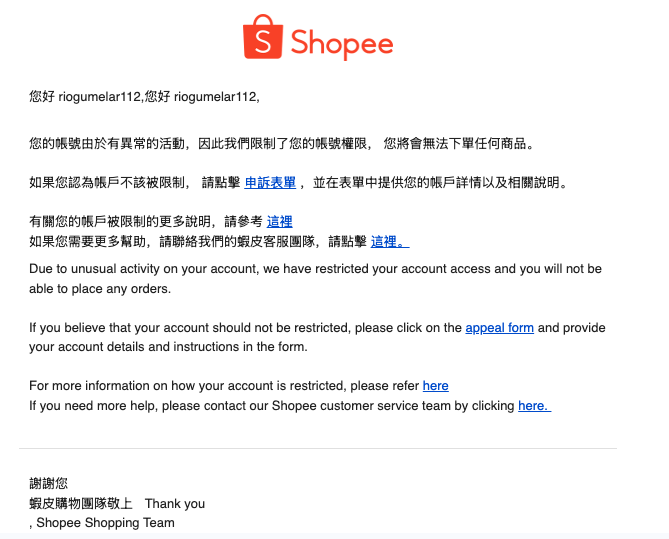 S Shopee
您好 riogumelar112,您好 riogumelar112,
您的帳號由於有異常的活動，因此我們限制了您的帳號權限， 您將會無法下單任何商品。
如果您認為帳戶不該被限制， 請點擊 申訴表單 ，並在表單中提供您的帳戶詳情以及相關說明。
有關您的帳戶被限制的更多說明，請參考 這裡
如果您需要更多幫助，請聯絡我們的蝦皮客服團隊，請點擊 這裡。
Due to unusual activity on your account, we have restricted your account access and you will not be
able to place any orders.
If you believe that your account should not be restricted, please click on the appeal form and provide
your account details and instructions in the form.
For more information on how your account is restricted, please refer here
If you need more help, please contact our Shopee customer service team by clicking here.
謝謝您
蝦皮購物團隊敬上 Thank you
, Shopee Shopping Team